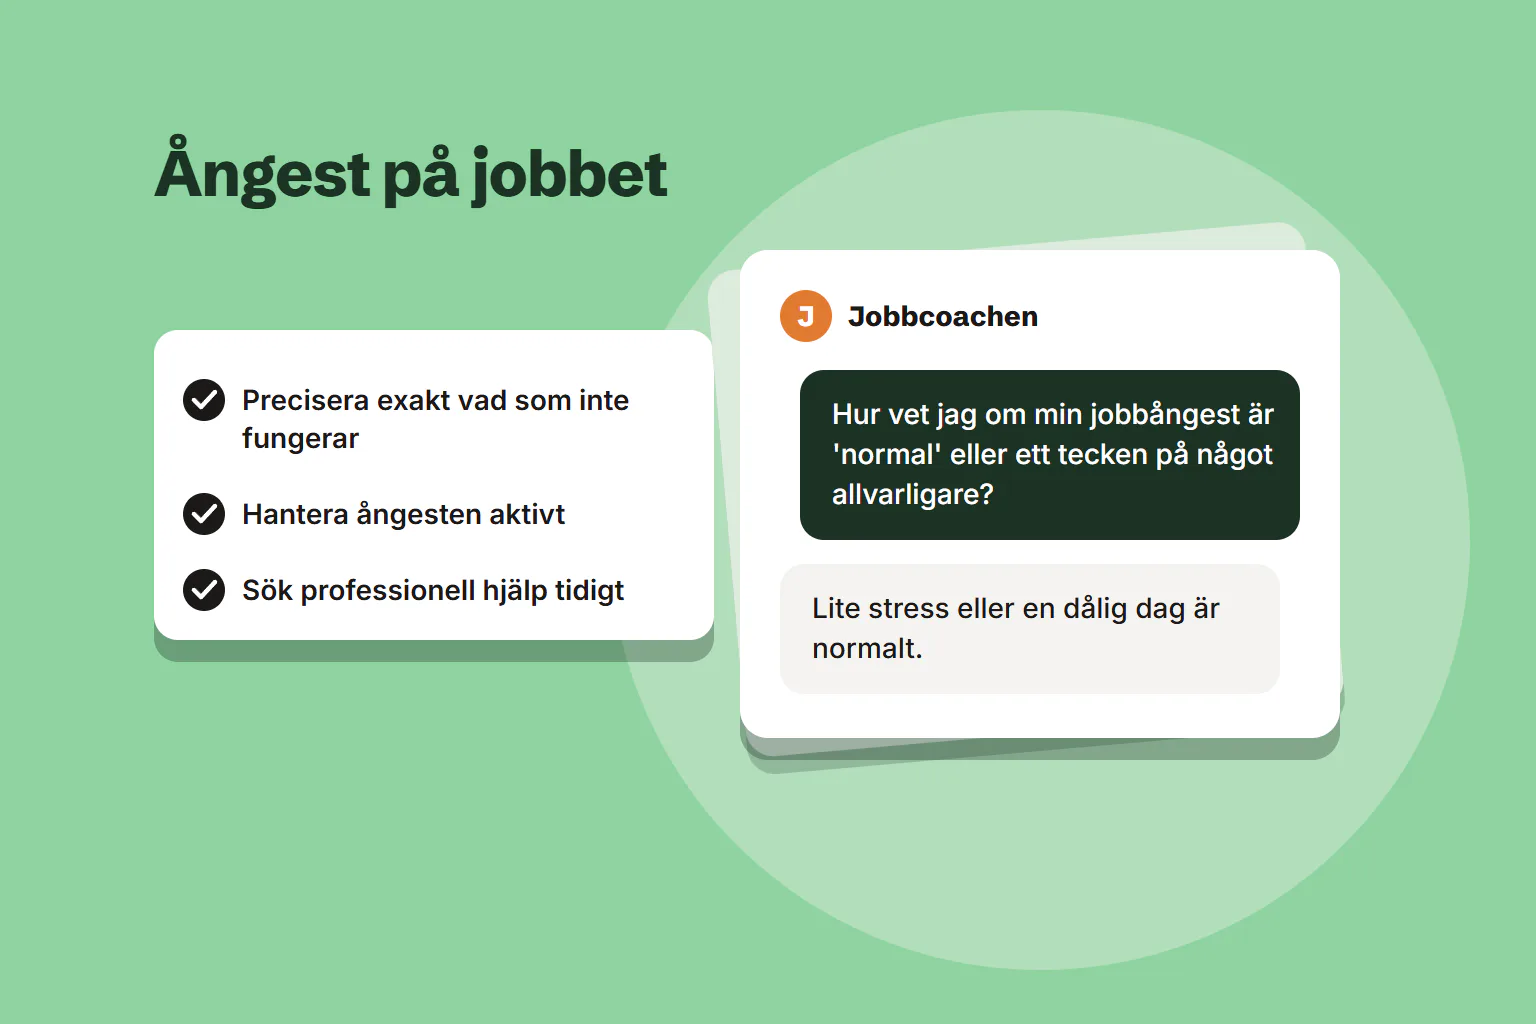 Ångest på jobbet
Precisera exakt vad som inte
fungerar
Hantera ångesten aktivt
Sök professionell hjälp tidigt
J
Jobbcoachen
Hur vet jag om min jobbångest är
'normal' eller ett tecken på något
allvarligare?
Lite stress eller en dålig dag är
normalt.